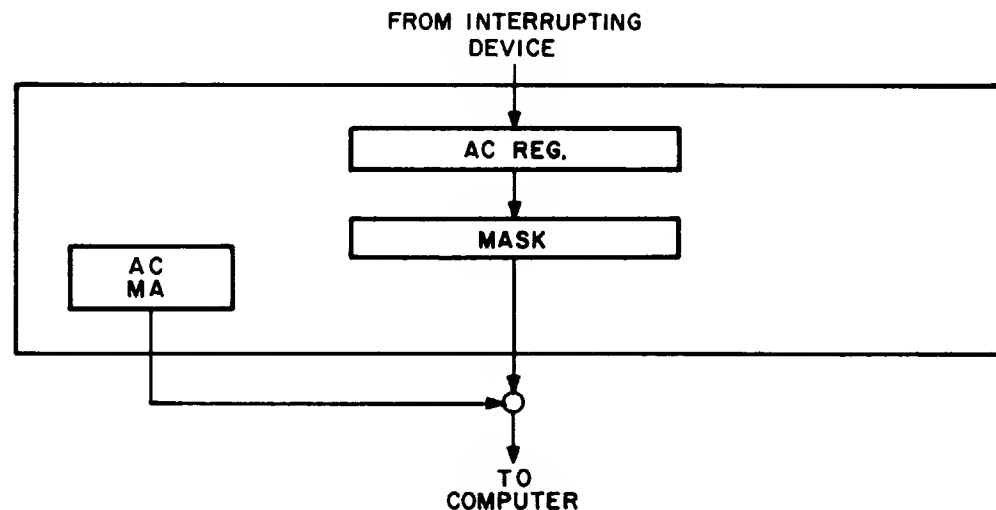 FROM INTERRUPTING
DEVICE
AC REG.
MASK
AC
MA
TO
COMPUTER